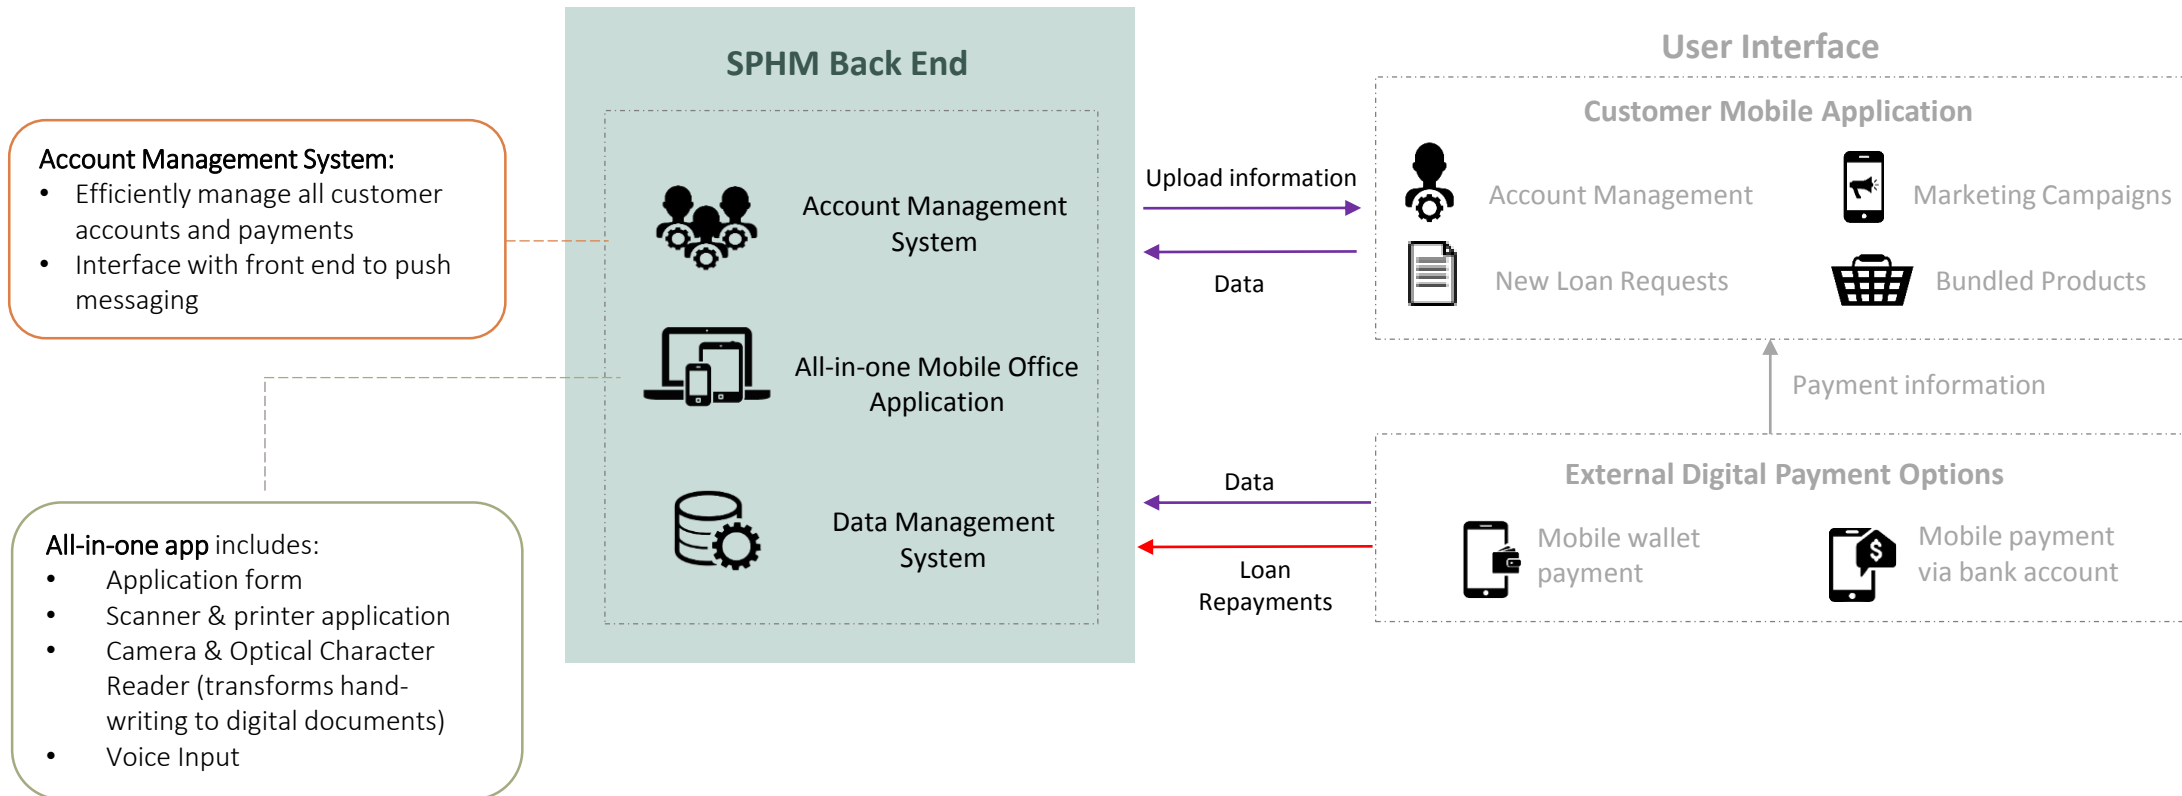 SPHM Back End
User Interface
Account Management System:
• Efficiently manage all customer
accounts and payments
• Interface with front end to push
messaging
All-in-one app includes:
• Application form
• Scanner & printer application
• Camera & Optical Character
Reader (transforms hand-
writing to digital documents)
• Voice Input
Account Management
System
All-in-one Mobile Office
Application
Data Management
System
Upload information
Data
Data
Loan
Repayments
Customer Mobile Application
Account Management
Marketing Campaigns
New Loan Requests
Bundled Products
Payment information
External Digital Payment Options
Mobile wallet
payment
$
Mobile payment
via bank account